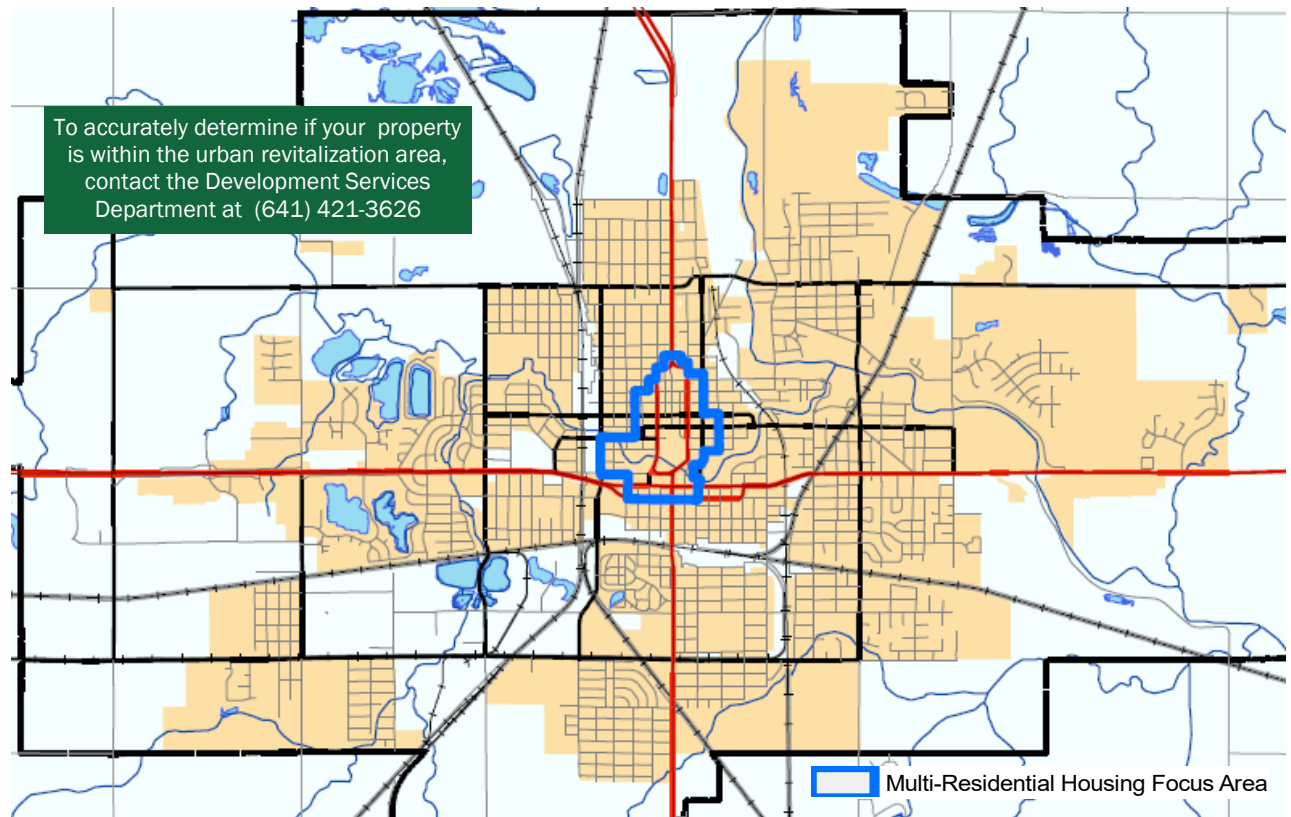 To accurately determine if your property
is within the urban revitalization area,
contact the Development Services
Department at (641) 421-3626
Multi-Residential Housing Focus Area